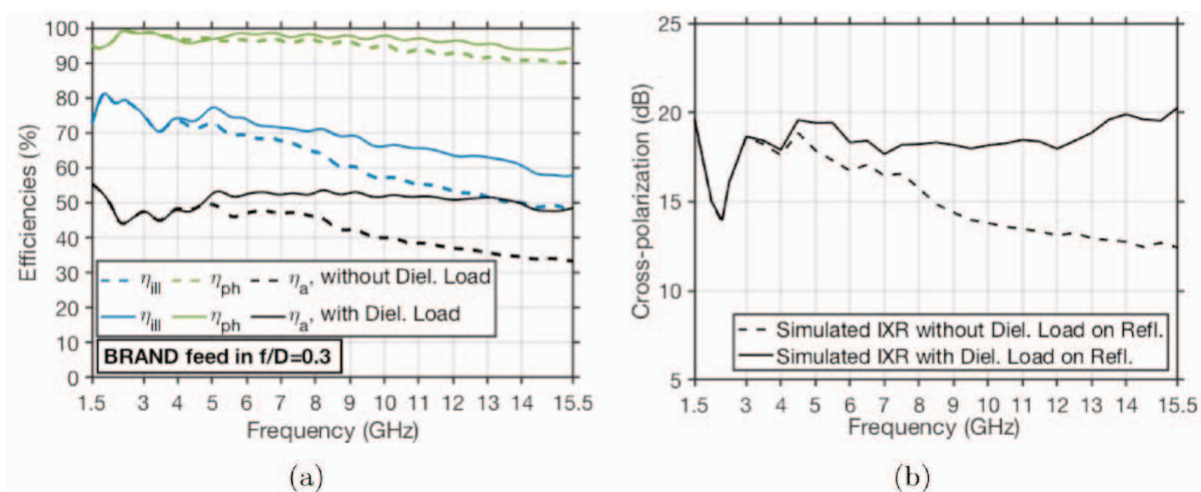 (a)
Efficiencies (%)
100
90
80
70
60
50
40
30
20
10
0
η_ill η_ph η_a, without Diel. Load
η_ill η_ph η_a, with Diel. Load
BRAND feed in f/D=0.3
1.5 3 4 5 6 7 8 9 10 11 12 13 14 15.5
Frequency (GHz)
(b)
Cross-polarization (dB)
25
20
15
10
5
Simulated IXR without Diel. Load on Refl.
Simulated IXR with Diel. Load on Refl.
1.5 3 4 5 6 7 8 9 10 11 12 13 14 15.5
Frequency (GHz)
(a)
(b)